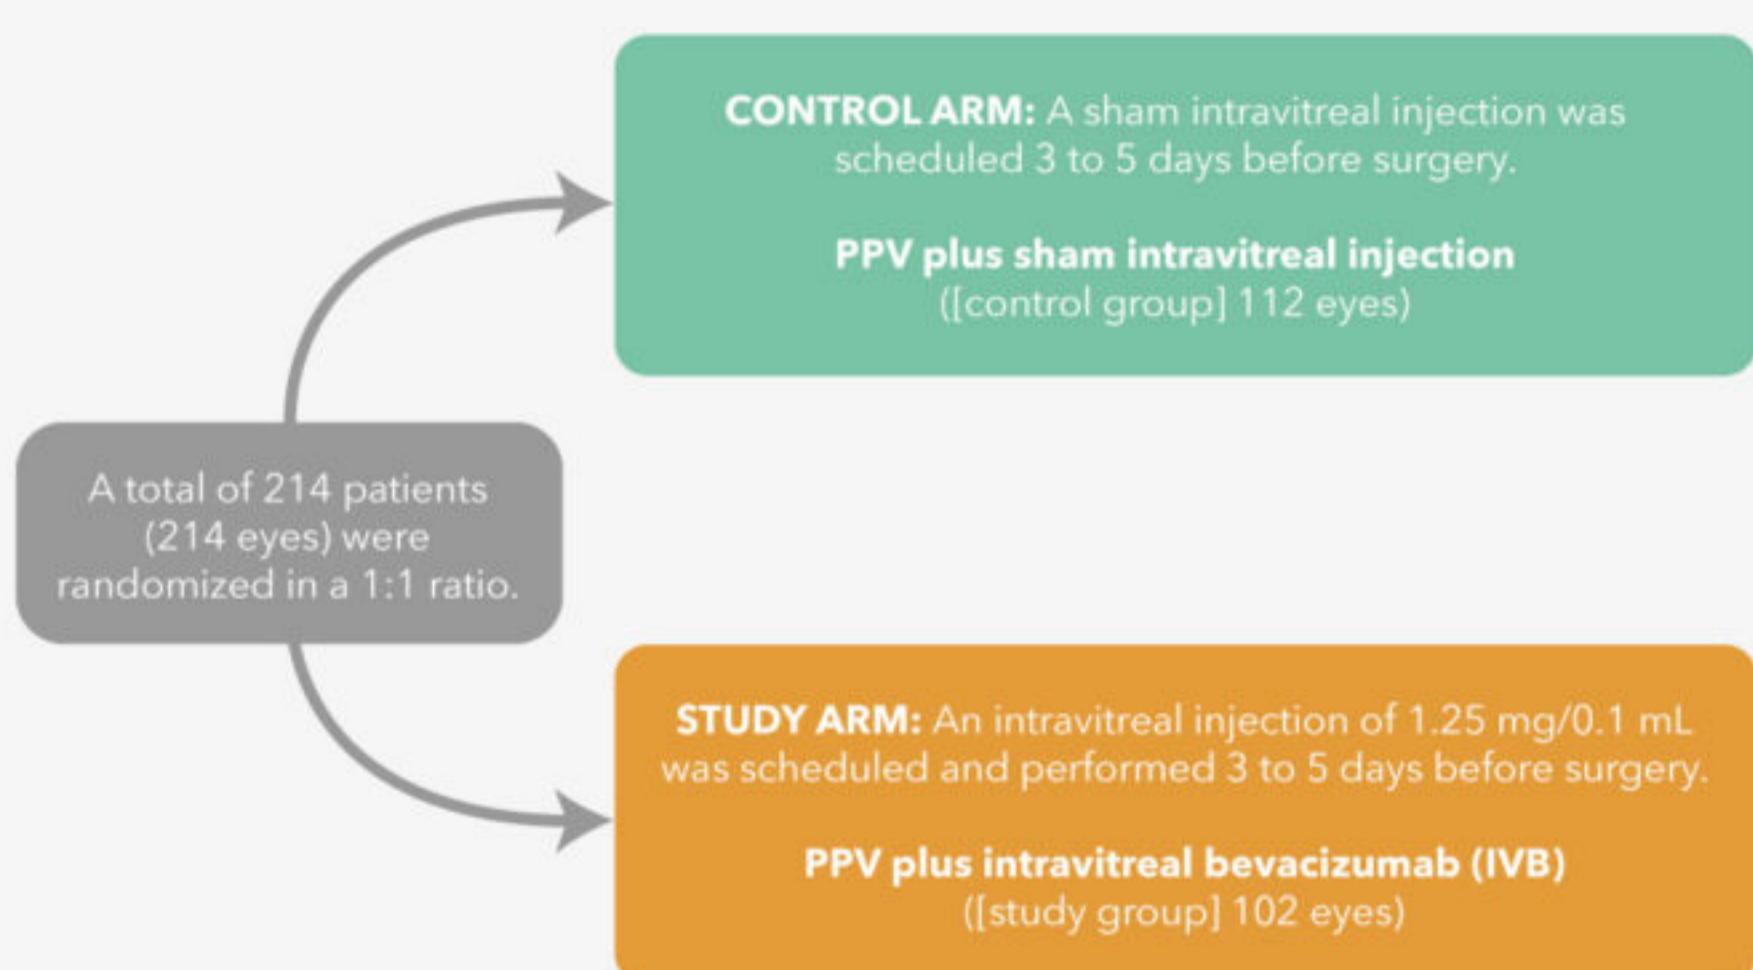 CONTROL ARM: A sham intravitreal injection was
scheduled 3 to 5 days before surgery.
PPV plus sham intravitreal injection
([control group] 112 eyes)
A total of 214 patients
(214 eyes) were
randomized in a 1:1 ratio.
STUDY ARM: An intravitreal injection of 1.25 mg/0.1 mL
was scheduled and performed 3 to 5 days before surgery.
PPV plus intravitreal bevacizumab (IVB)
([study group] 102 eyes)